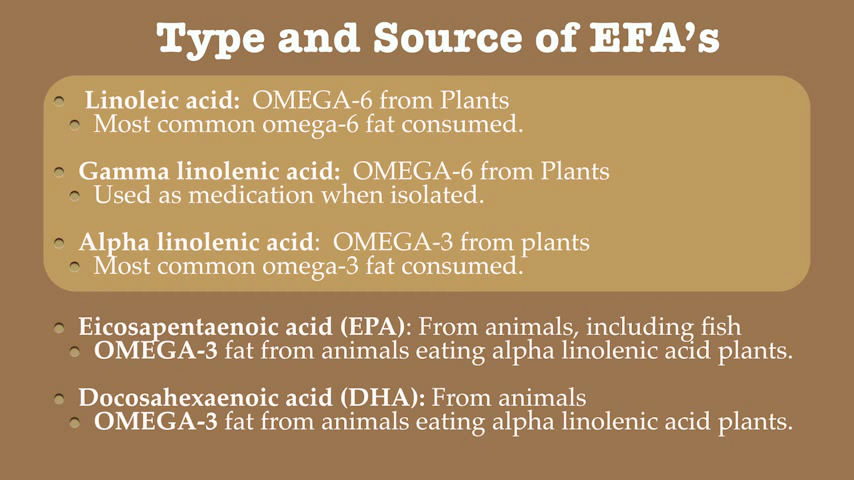 Type and Source of EFA's
Linoleic acid: OMEGA-6 from Plants
Most common omega-6 fat consumed.
Gamma linolenic acid: OMEGA-6 from Plants
Used as medication when isolated.
Alpha linolenic acid: OMEGA-3 from plants
Most common omega-3 fat consumed.
Eicosapentaenoic acid (EPA): From animals, including fish
OMEGA-3 fat from animals eating alpha linolenic acid plants.
Docosahexaenoic acid (DHA): From animals
OMEGA-3 fat from animals eating alpha linolenic acid plants.